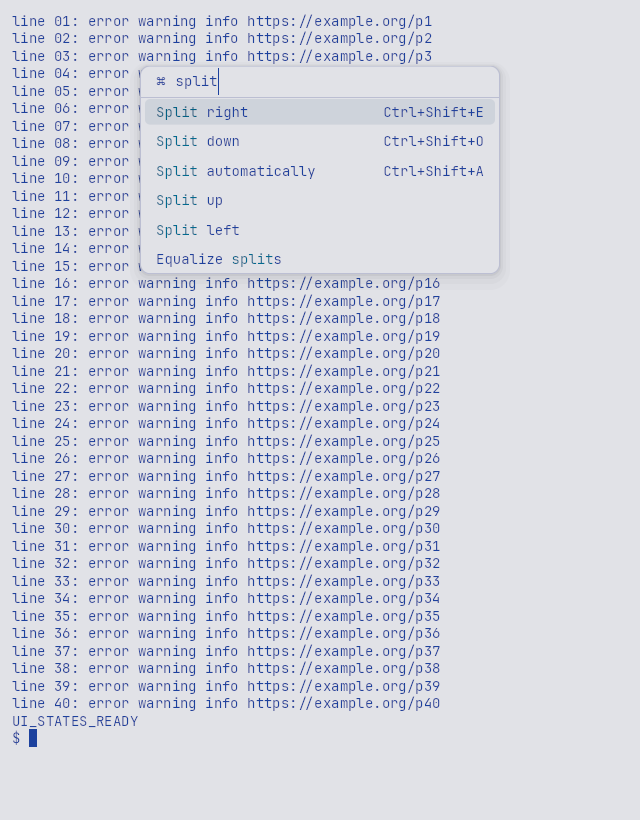 line 01: error warning info https://example.org/p1
line 02: error warning info https://example.org/p2
line 03: error warning info https://example.org/p3
line 04: error
⌘ split
line 05: error
line 06: error
Split right Ctrl+Shift+E
line 07: error
line 08: error
Split down Ctrl+Shift+O
line 09: error
Split automatically Ctrl+Shift+A
line 10: error
line 11: error
Split up
line 12: error
line 13: error
Split left
line 14: error
Equalize splits
line 15: error
line 16: error warning info https://example.org/p16
line 17: error warning info https://example.org/p17
line 18: error warning info https://example.org/p18
line 19: error warning info https://example.org/p19
line 20: error warning info https://example.org/p20
line 21: error warning info https://example.org/p21
line 22: error warning info https://example.org/p22
line 23: error warning info https://example.org/p23
line 24: error warning info https://example.org/p24
line 25: error warning info https://example.org/p25
line 26: error warning info https://example.org/p26
line 27: error warning info https://example.org/p27
line 28: error warning info https://example.org/p28
line 29: error warning info https://example.org/p29
line 30: error warning info https://example.org/p30
line 31: error warning info https://example.org/p31
line 32: error warning info https://example.org/p32
line 33: error warning info https://example.org/p33
line 34: error warning info https://example.org/p34
line 35: error warning info https://example.org/p35
line 36: error warning info https://example.org/p36
line 37: error warning info https://example.org/p37
line 38: error warning info https://example.org/p38
line 39: error warning info https://example.org/p39
line 40: error warning info https://example.org/p40
UI_STATES_READY
$